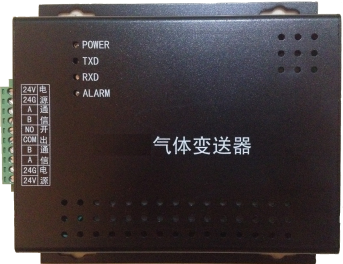 POWER
TXD
RXD
ALARM
24V 电
24G 源
A 通
B 信
NO 开
COM 出
B 通
A 信
24G 电
24V 源
气体变送器